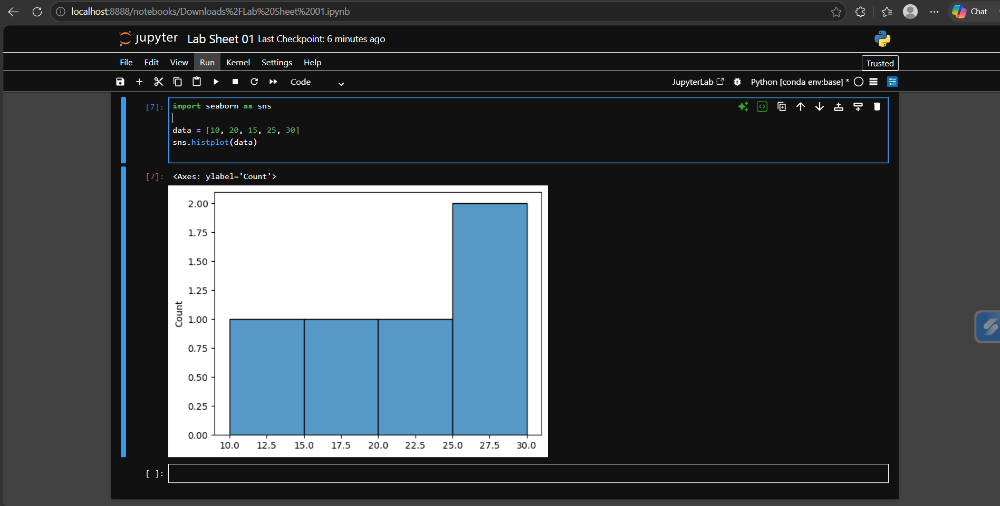 localhost:8888/notebooks/Downloads%2FLab%20Sheet%2001.ipynb
Chat
jupyter Lab Sheet 01 Last Checkpoint: 6 minutes ago
File Edit View Run Kernel Settings Help
Trusted
Code
JupyterLab
Python [conda env:base] *
[7]:
import seaborn as sns
data = [10, 20, 15, 25, 30]
sns.histplot(data)
[7]:
<Axes: ylabel='Count'>
2.00
1.75
1.50
1.25
1.00
0.75
0.50
0.25
0.00
Count
10.0 12.5 15.0 17.5 20.0 22.5 25.0 27.5 30.0
[ ]: